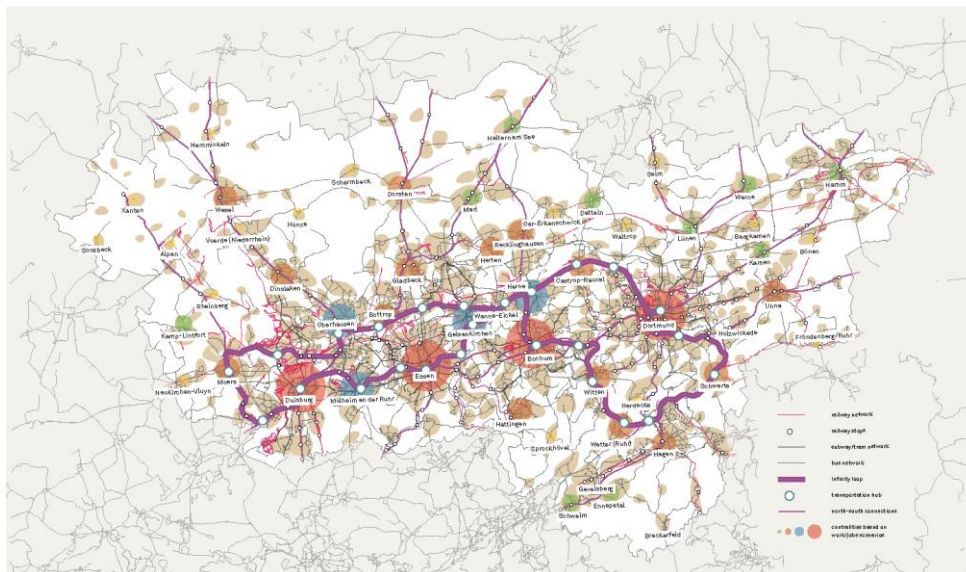 Haltern am See
Hamminkeln
Selm
Hamm
Schermbeck
Dorsten
Werne
Wesel
Marl
Datteln
Xanten
Oer-Erkenschwick
Hünxe
Waltrop
Bergkamen
Voerde (Niederrhein)
Recklinghausen
Lünen
Sonsbeck
Bönen
Alpen
Herten
Kamen
Dinslaken
Gladbeck
Herne
Castrop-Rauxel
Rheinberg
Unna
Bottrop
Wanne-Eickel
Kamp-Lintfort
Oberhausen
Dortmund
Gelsenkirchen
Holzwickede
Fröndenberg/Ruhr
Bochum
Moers
Essen
Schwerte
Neukirchen-Vluyn
Duisburg
Mülheim an der Ruhr
Witten
Herdecke
Hattingen
Wetter (Ruhr)
Sprockhövel
Hagen
Gevelsberg
Ennepetal
Schwelm
Breckerfeld
railway network
railway stops
subway/tram network
bus network
infinity loop
transportation hub
north-south connections
centralities based on
work/job scenarios